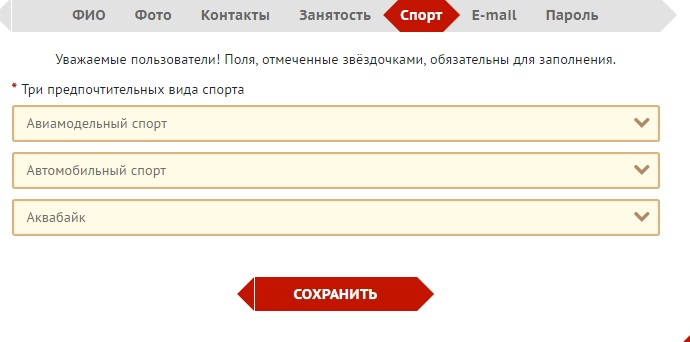 ФИО Фото Контакты Занятость Спорт E-mail Пароль
Уважаемые пользователи! Поля, отмеченные звёздочками, обязательны для заполнения.
* Три предпочтительных вида спорта
Авиамодельный спорт
Автомобильный спорт
Аквабайк
СОХРАНИТЬ